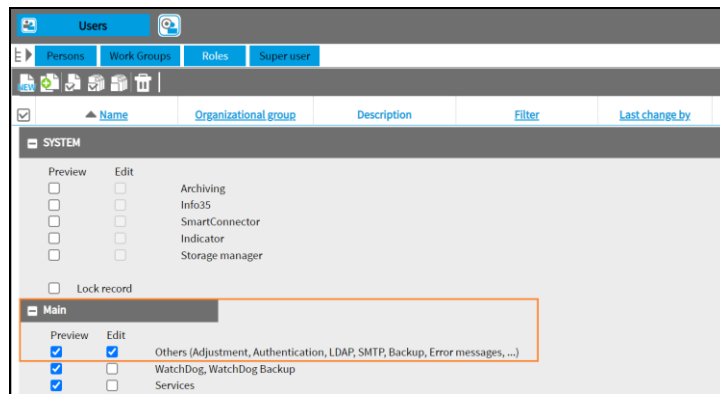 Users
Persons Work Groups Roles Super user
NEW
Name Organizational group Description Filter Last change by
SYSTEM
Preview Edit
Archiving
Info35
SmartConnector
Indicator
Storage manager
Lock record
Main
Preview Edit
Others (Adjustment, Authentication, LDAP, SMTP, Backup, Error messages, ...)
WatchDog, WatchDog Backup
Services